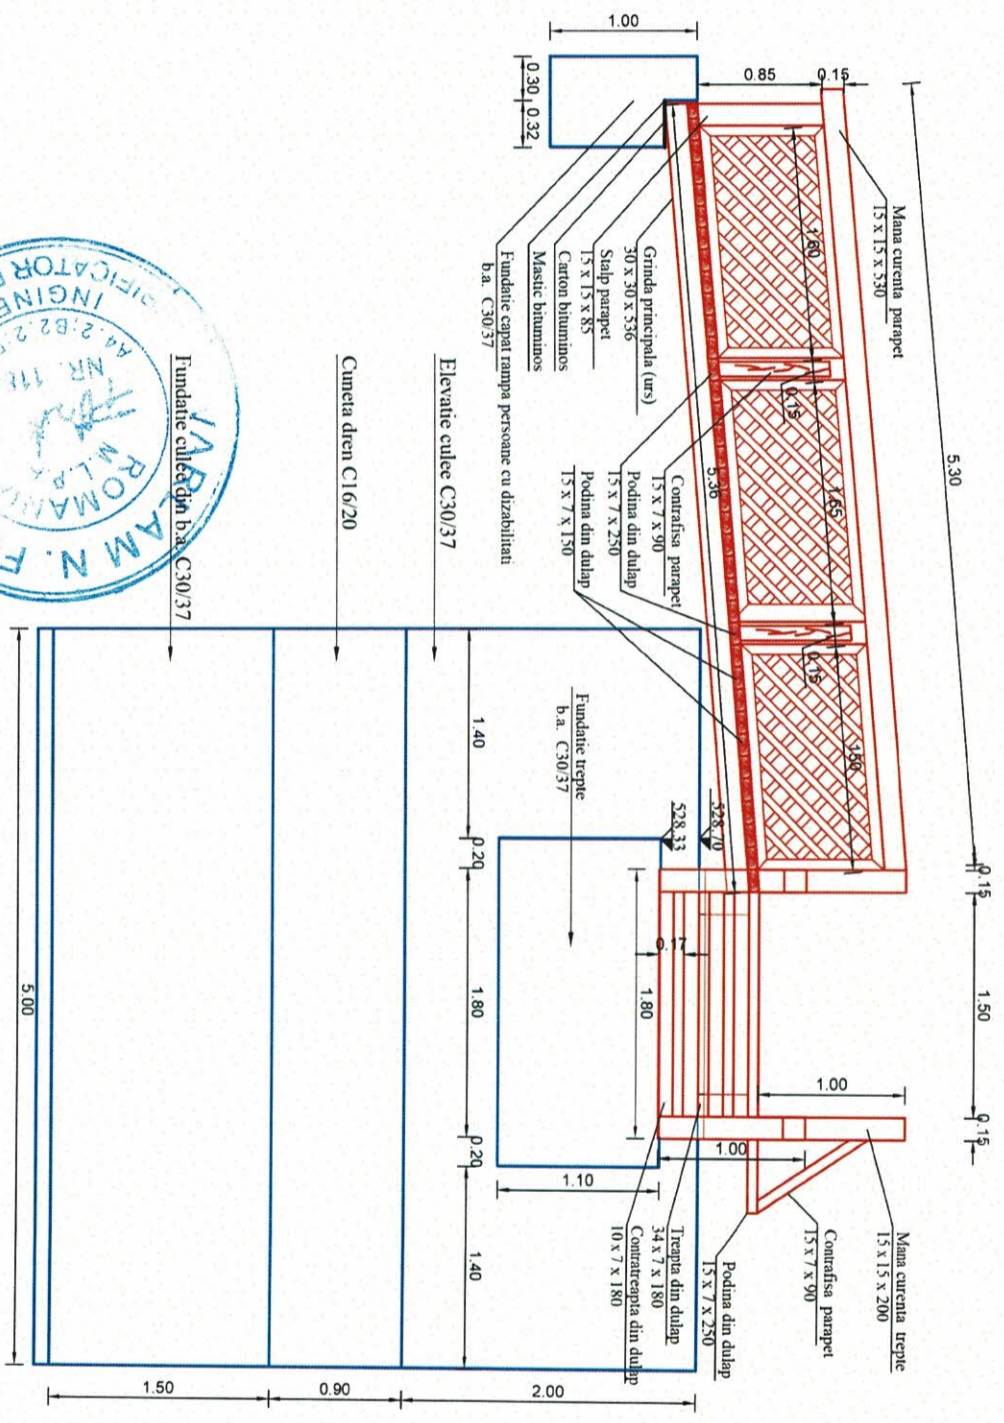 1.00
0.30
0.32
0.85
0.15
Mana curenta parapet
15 x 15 x 530
5.30
1.60
0.15
1.65
0.15
1.50
5.36
Grinda principala (urs)
30 x 30 x 536
Stalp parapet
15 x 15 x 85
Carton bituminos
Mastic bituminos
Fundatie capat rampa persoane cu dizabilitati
b.a. C30/37
Contrafisa parapet
15 x 7 x 90
Podina din dulap
15 x 7 x 250
Podina din dulap
15 x 7 x 150
0.15
1.50
0.15
1.00
1.00
Mana curenta trepte
15 x 15 x 200
Contrafisa parapet
15 x 7 x 90
Podina din dulap
15 x 7 x 250
Treapta din dulap
34 x 7 x 180
Contratreapta din dulap
10 x 7 x 180
528.70
528.33
0.17
1.80
Fundatie trepte
b.a. C30/37
1.10
1.40
0.20
1.80
0.20
1.40
Elevatie culee C30/37
Cuneta dren C16/20
Fundatie culee din b.a. C30/37
2.00
0.90
1.50
5.00
VARLAM N. F
ROMANI
NR. 118
INGINE